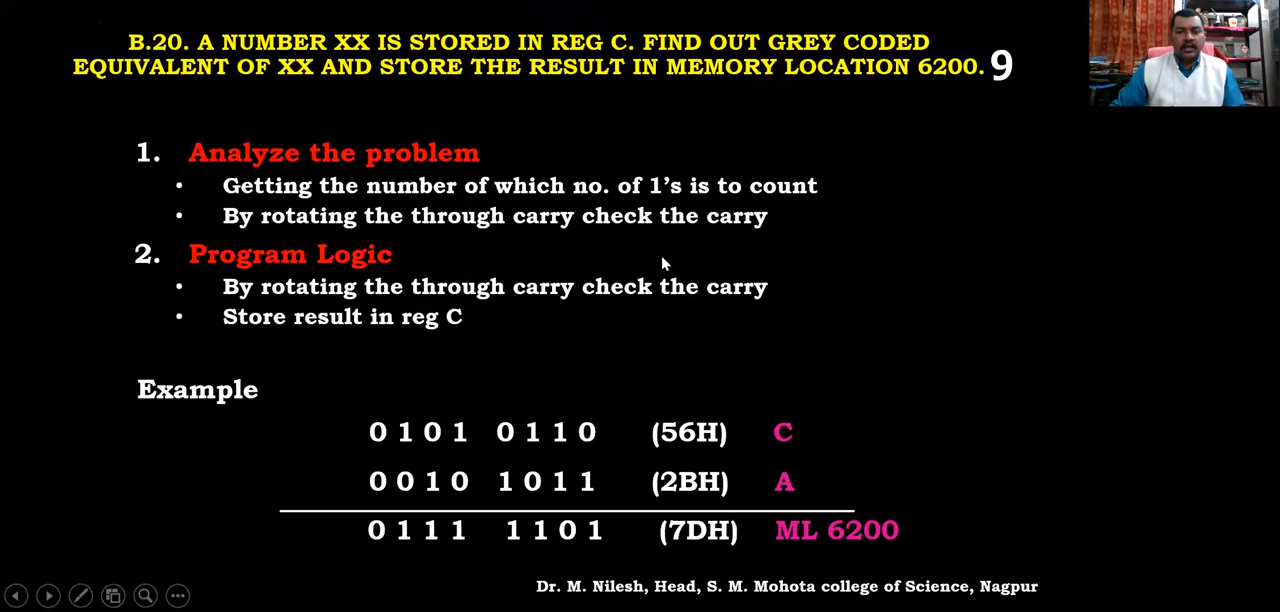 B.20. A NUMBER XX IS STORED IN REG C. FIND OUT GREY CODED
EQUIVALENT OF XX AND STORE THE RESULT IN MEMORY LOCATION 6200. 9
1. Analyze the problem
• Getting the number of which no. of 1's is to count
• By rotating the through carry check the carry
2. Program Logic
• By rotating the through carry check the carry
• Store result in reg C
Example
0 1 0 1 0 1 1 0 (56H) C
0 0 1 0 1 0 1 1 (2BH) A
0 1 1 1 1 1 0 1 (7DH) ML 6200
Dr. M. Nilesh, Head, S. M. Mohota college of Science, Nagpur